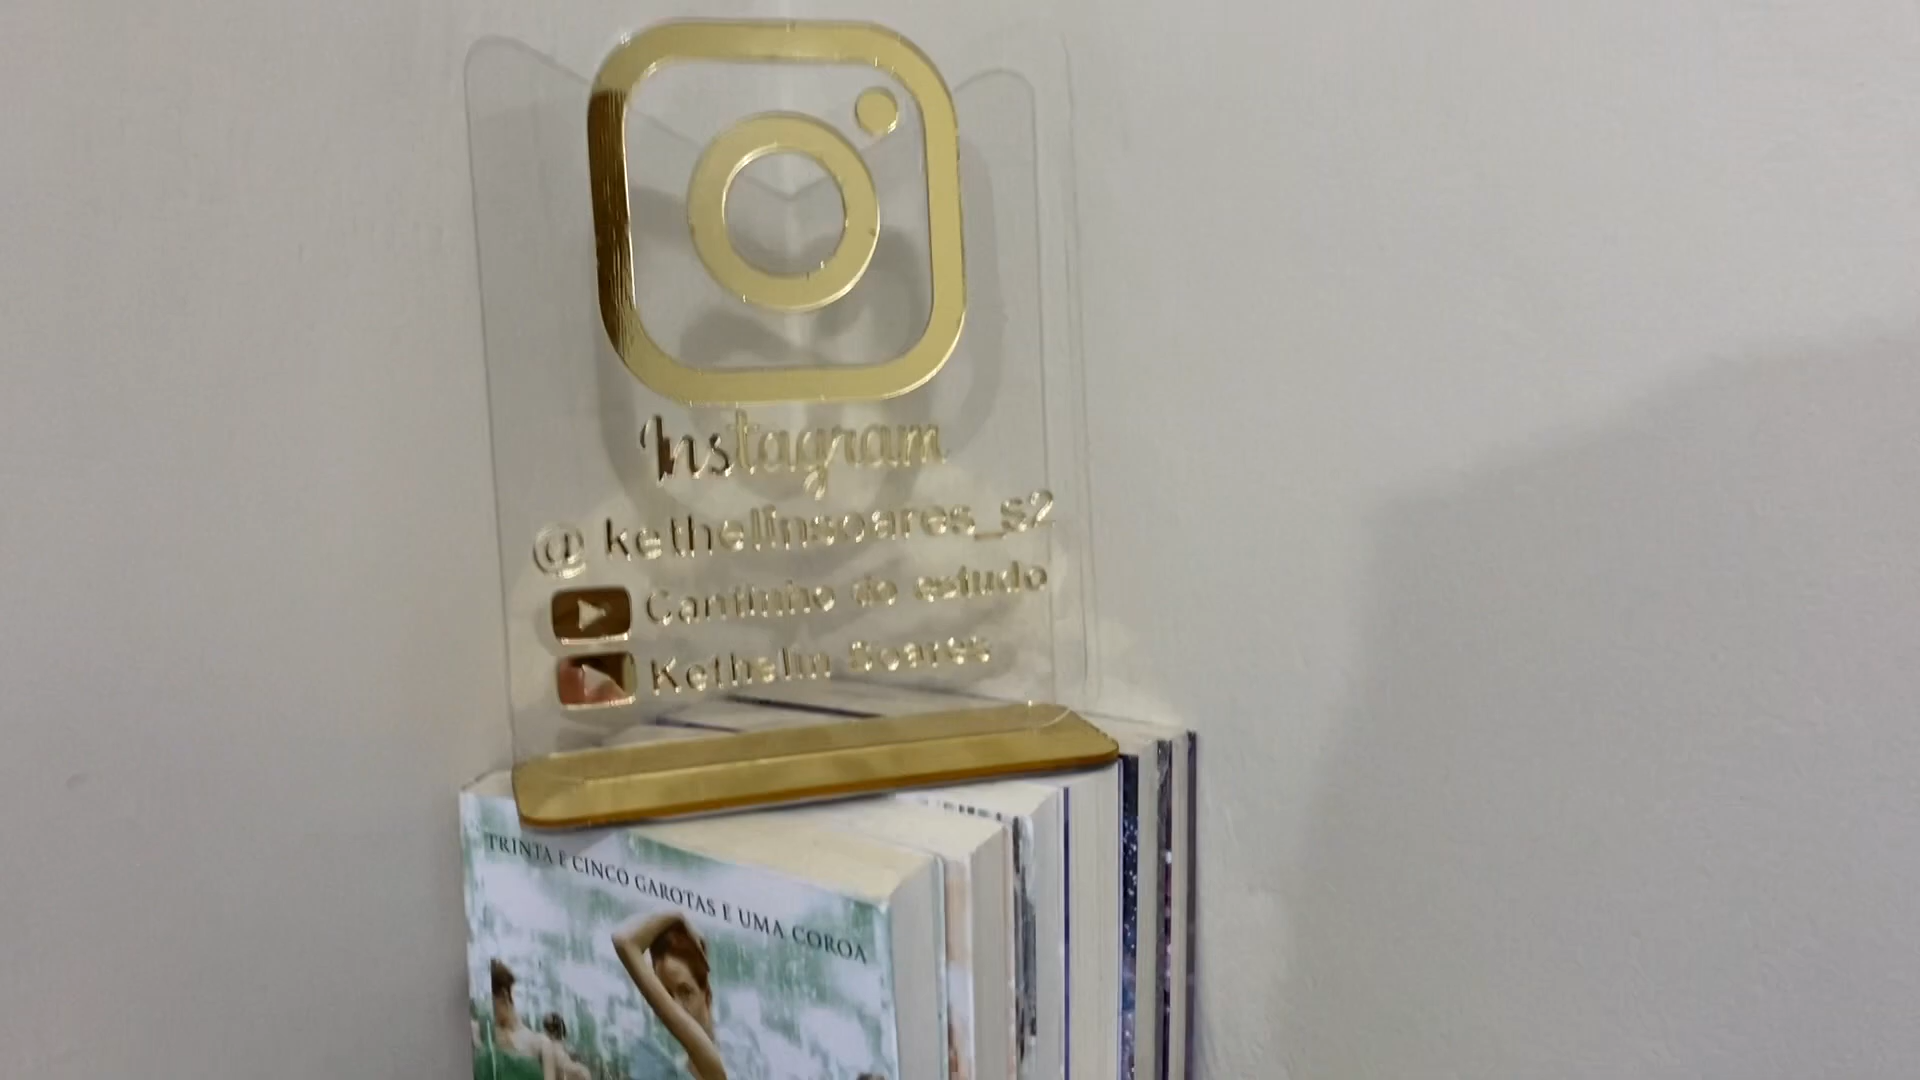 Instagram
@ kethelinsoares_s2
Cantinho do estudo
Kethelin Soares
TRINTA E CINCO GAROTAS E UMA COROA